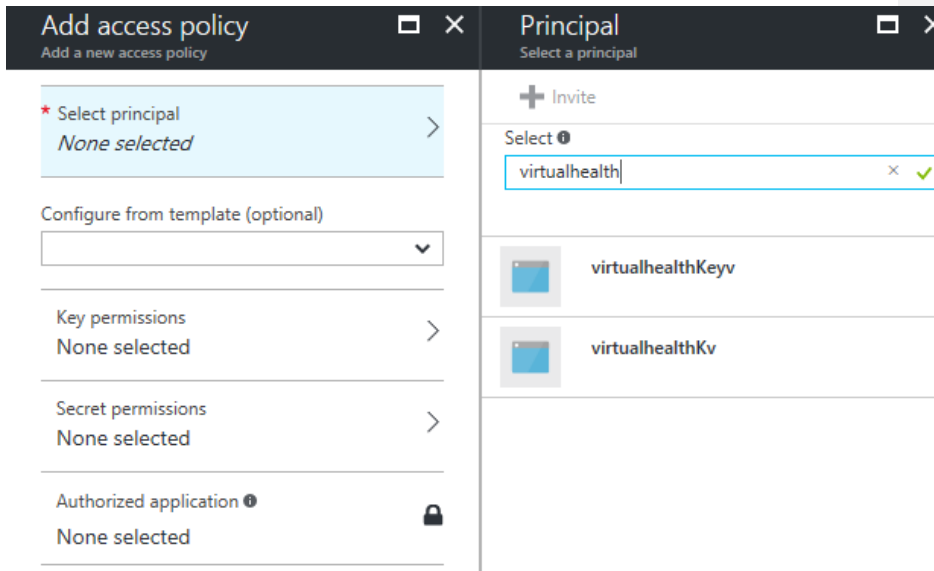 Add access policy
Add a new access policy
* Select principal
None selected
Configure from template (optional)
Key permissions
None selected
Secret permissions
None selected
Authorized application
None selected
Principal
Select a principal
Invite
Select
virtualhealth
virtualhealthKeyv
virtualhealthKv